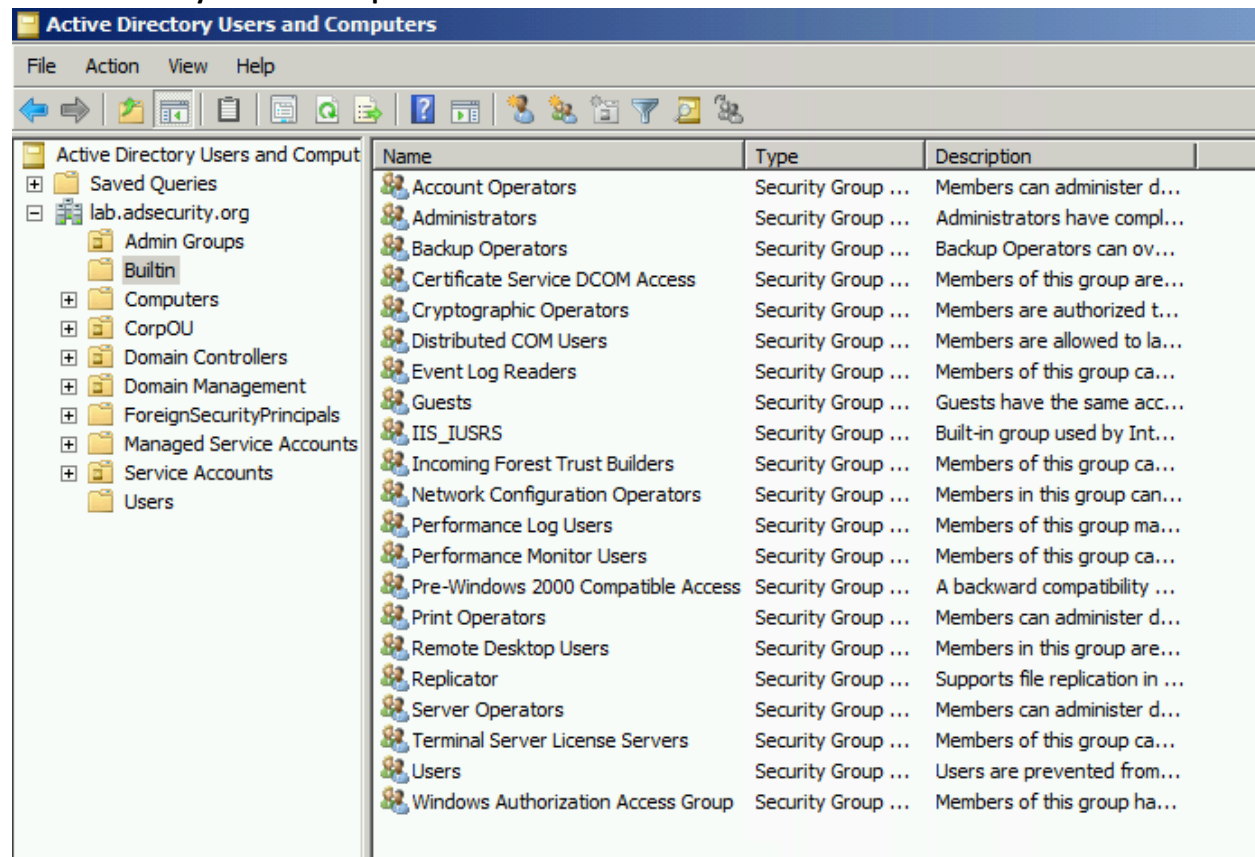 Active Directory Users and Computers
File Action View Help
Active Directory Users and Comput
Saved Queries
lab.adsecurity.org
Admin Groups
Builtin
Computers
CorpOU
Domain Controllers
Domain Management
ForeignSecurityPrincipals
Managed Service Accounts
Service Accounts
Users
Name Type Description
Account Operators Security Group ... Members can administer d...
Administrators Security Group ... Administrators have compl...
Backup Operators Security Group ... Backup Operators can ov...
Certificate Service DCOM Access Security Group ... Members of this group are...
Cryptographic Operators Security Group ... Members are authorized t...
Distributed COM Users Security Group ... Members are allowed to la...
Event Log Readers Security Group ... Members of this group ca...
Guests Security Group ... Guests have the same acc...
IIS_IUSRS Security Group ... Built-in group used by Int...
Incoming Forest Trust Builders Security Group ... Members of this group ca...
Network Configuration Operators Security Group ... Members in this group can...
Performance Log Users Security Group ... Members of this group ma...
Performance Monitor Users Security Group ... Members of this group ca...
Pre-Windows 2000 Compatible Access Security Group ... A backward compatibility ...
Print Operators Security Group ... Members can administer d...
Remote Desktop Users Security Group ... Members in this group are...
Replicator Security Group ... Supports file replication in ...
Server Operators Security Group ... Members can administer d...
Terminal Server License Servers Security Group ... Members of this group ca...
Users Security Group ... Users are prevented from...
Windows Authorization Access Group Security Group ... Members of this group ha...